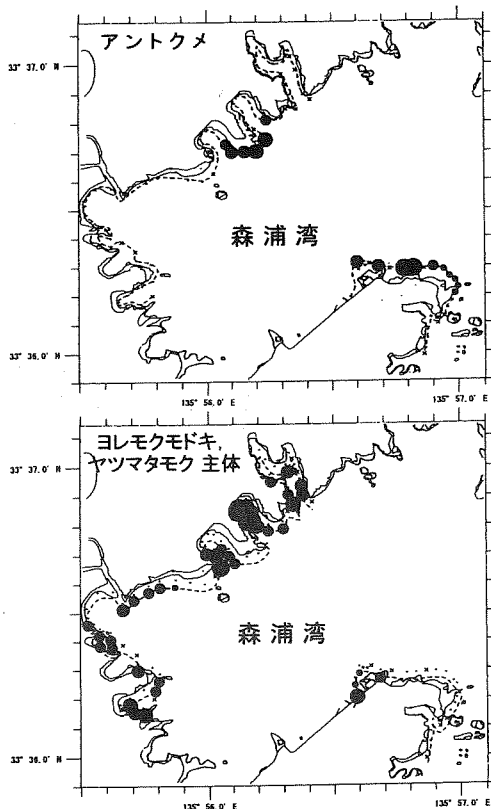 アントクメ
33° 37.0' N
森浦湾
33° 36.0' N
135° 56.0' E
135° 57.0' E
ヨレモクモドキ,
ヤツマタモク 主体
33° 37.0' N
森浦湾
33° 36.0' N
135° 56.0' E
135° 57.0' E